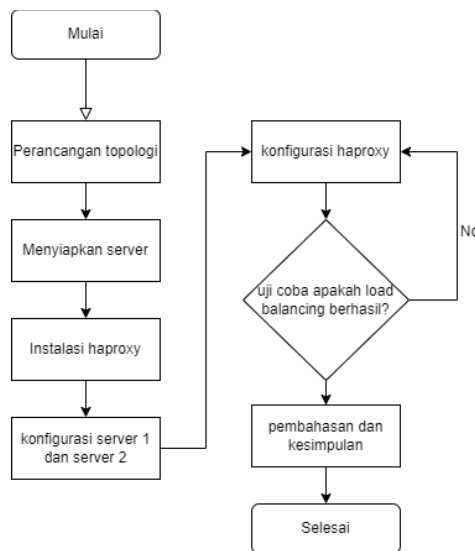 Mulai
Perancangan topologi
Menyiapkan server
Instalasi haproxy
konfigurasi server 1
dan server 2
konfigurasi haproxy
No
uji coba apakah load
balancing berhasil?
pembahasan dan
kesimpulan
Selesai